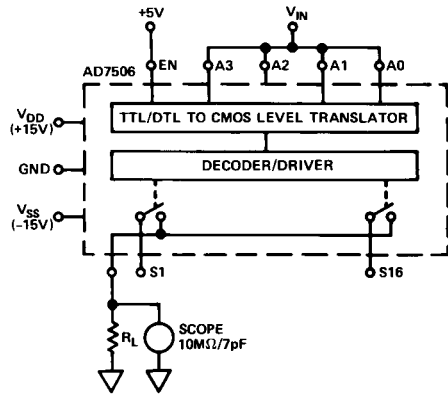 +5V
VIN
AD7506
EN
A3
A2
A1
A0
TTL/DTL TO CMOS LEVEL TRANSLATOR
VDD
(+15V)
GND
DECODER/DRIVER
VSS
(−15V)
S1
S16
RL
SCOPE
10MΩ/7pF